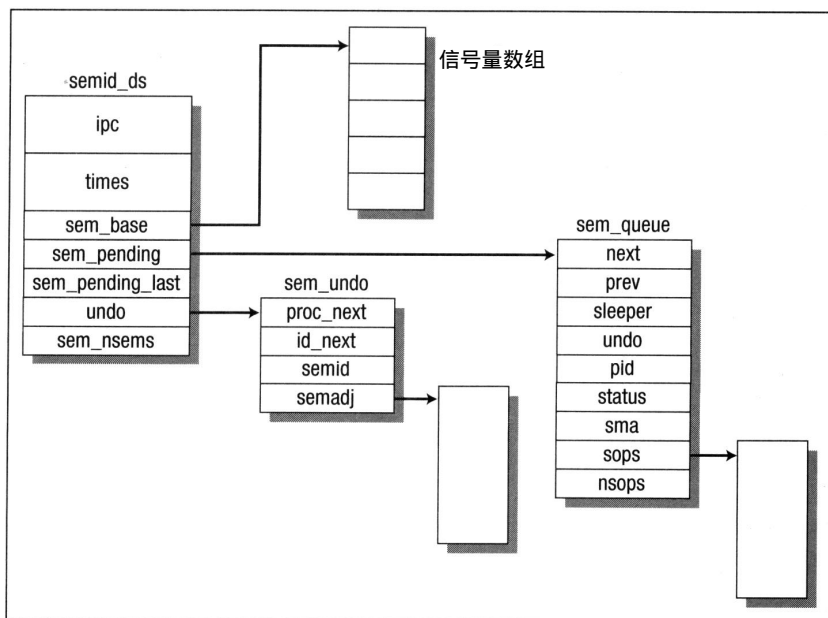 信号量数组
semid_ds
ipc
times
sem_base
sem_pending
sem_pending_last
undo
sem_nsems
sem_undo
proc_next
id_next
semid
semadj
sem_queue
next
prev
sleeper
undo
pid
status
sma
sops
nsops